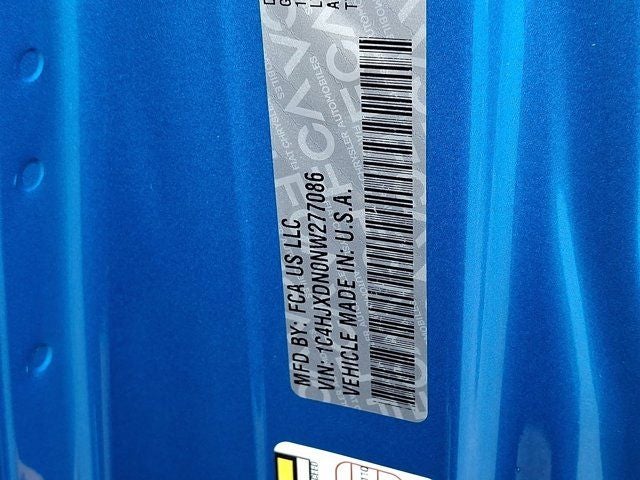 MFD BY: FCA US LLC
VIN: 1C4HJXDN0NW277086
VEHICLE MADE IN: U.S.A.